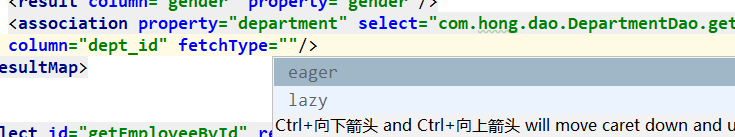 <result column="gender" property="gender"/>
<association property="department" select="com.hong.dao.DepartmentDao.get
column="dept_id" fetchType=""/>
esultMap>
eager
lazy
lect id="getEmployeeById" re
Ctrl+向下箭头 and Ctrl+向上箭头 will move caret down and u